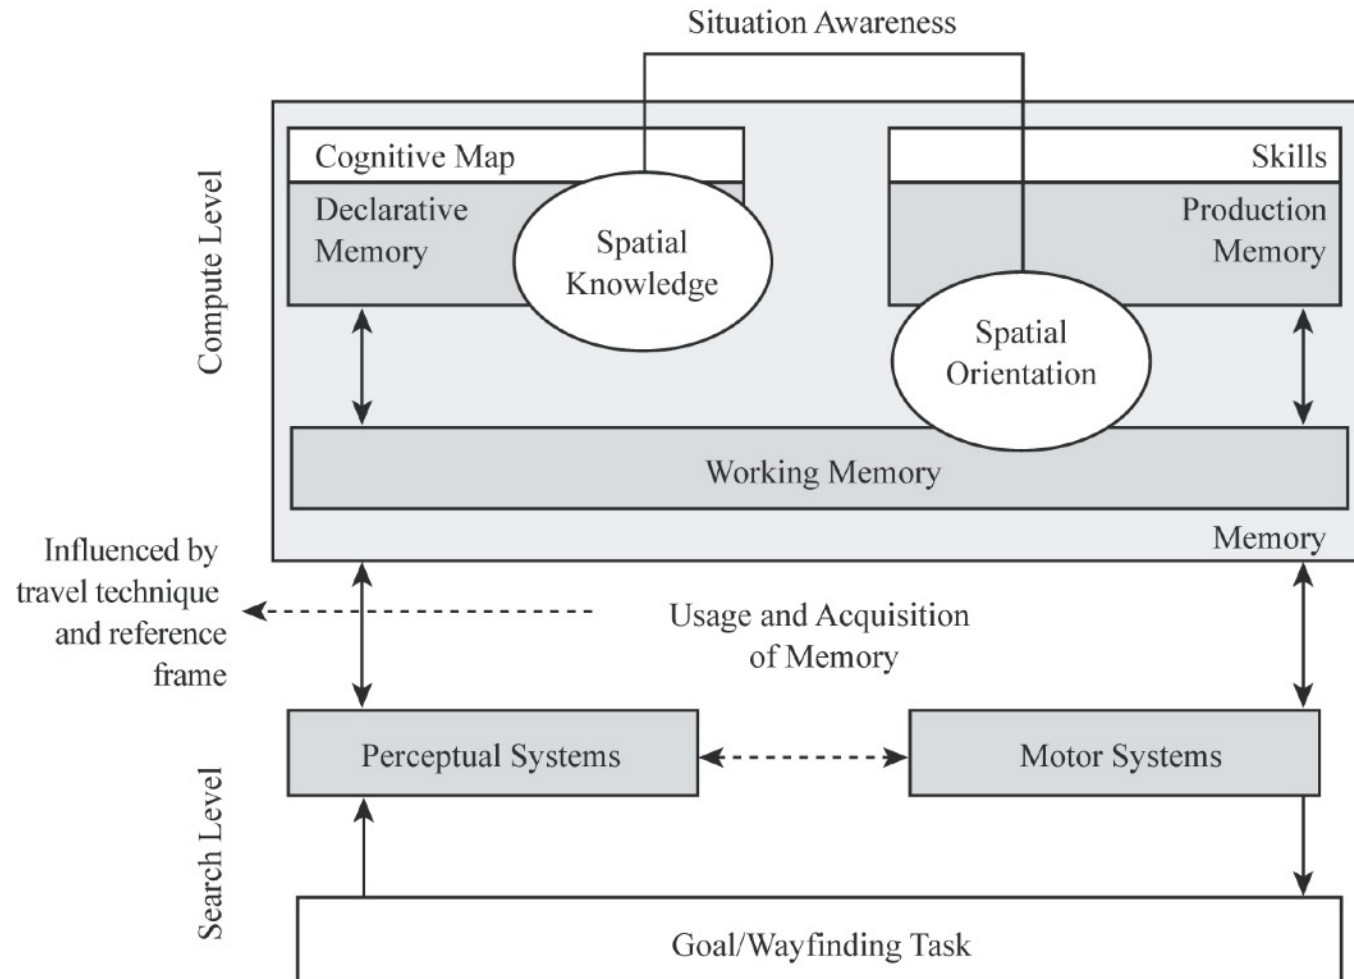 Situation Awareness
Compute Level
Cognitive Map
Declarative
Memory
Spatial
Knowledge
Skills
Production
Memory
Spatial
Orientation
Working Memory
Memory
Influenced by
travel technique
and reference
frame
Usage and Acquisition
of Memory
Search Level
Perceptual Systems
Motor Systems
Goal/Wayfinding Task